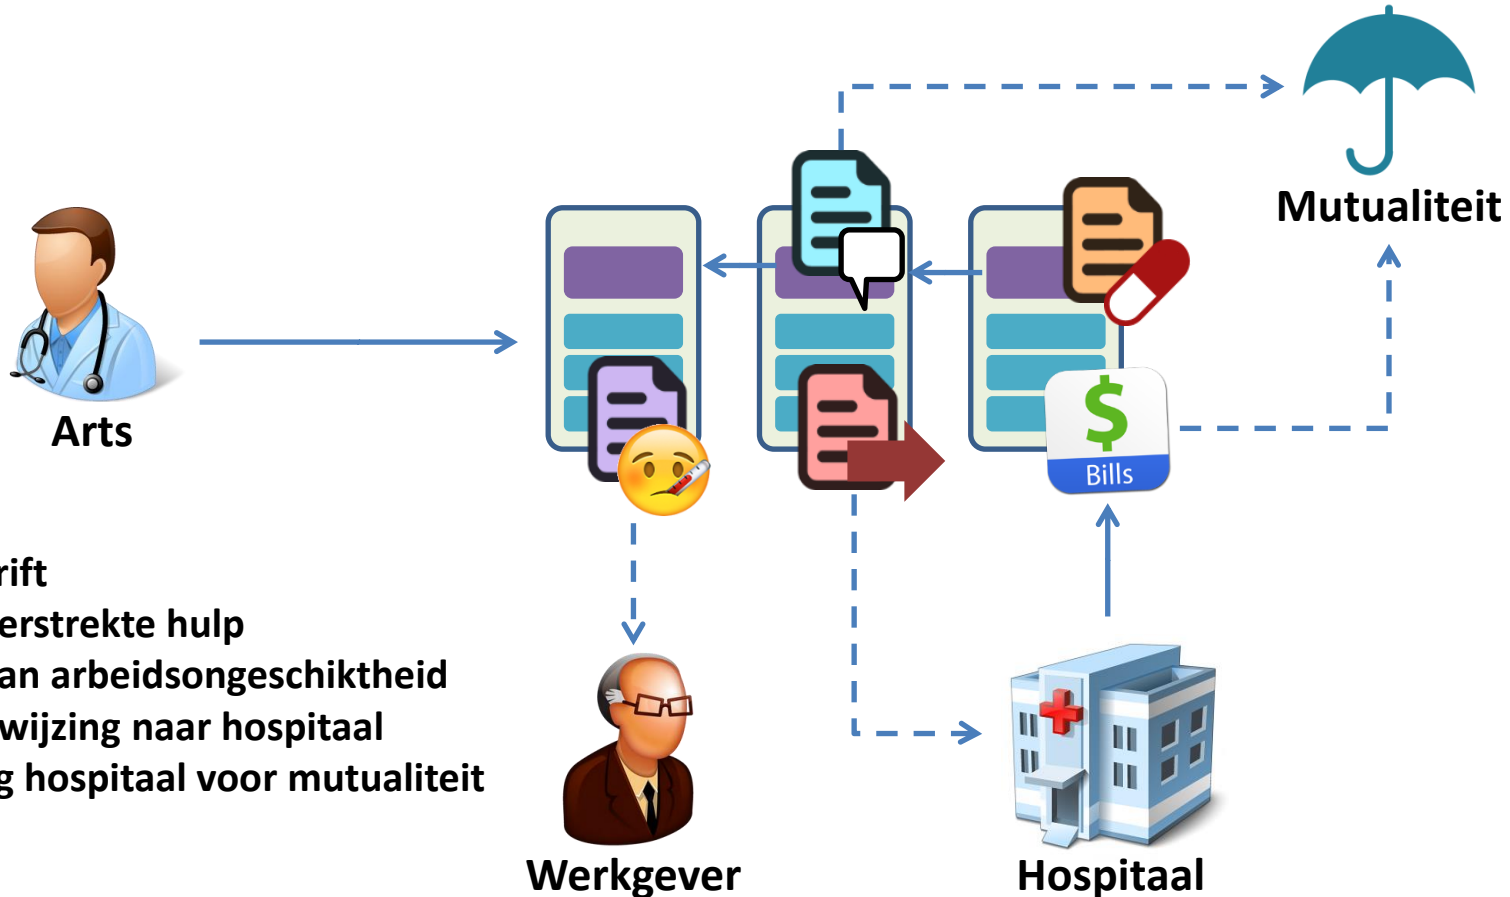 Mutualiteit
Arts
$
Bills
rift
erstrekte hulp
an arbeidsongeschiktheid
wijzing naar hospitaal
g hospitaal voor mutualiteit
Werkgever
Hospitaal